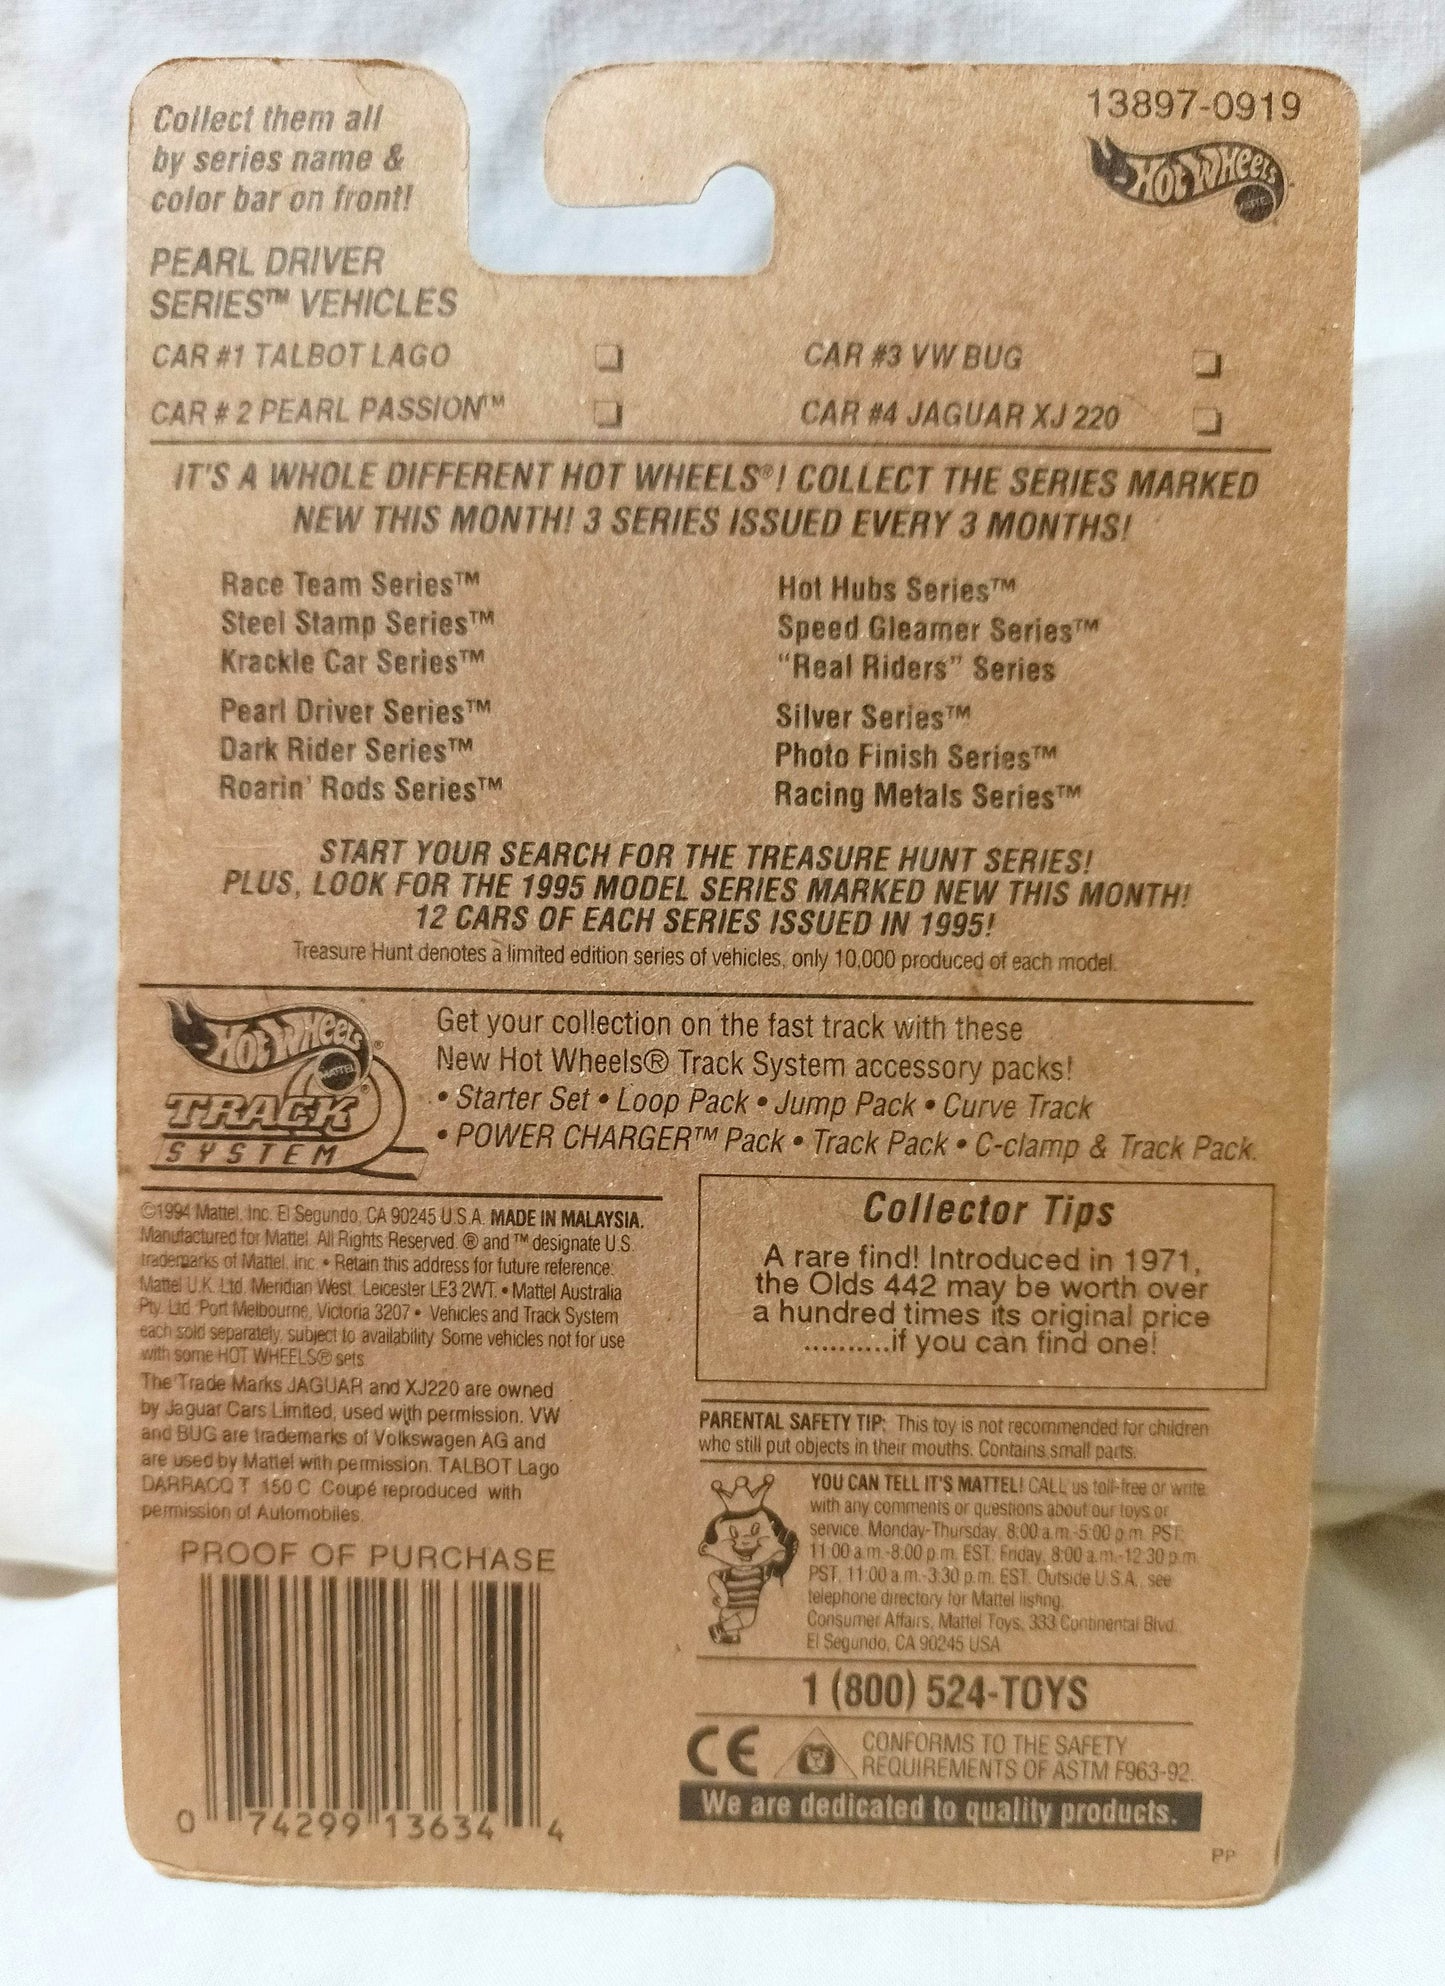 Collect them all
by series name &
color bar on front!
13897-0919
Hot Wheels
MATTEL
PEARL DRIVER
SERIES™ VEHICLES
CAR #1 TALBOT LAGO ❏
CAR #3 VW BUG ❏
CAR # 2 PEARL PASSION™ ❏
CAR #4 JAGUAR XJ 220 ❏
IT'S A WHOLE DIFFERENT HOT WHEELS®! COLLECT THE SERIES MARKED
NEW THIS MONTH! 3 SERIES ISSUED EVERY 3 MONTHS!
Race Team Series™
Steel Stamp Series™
Krackle Car Series™
Pearl Driver Series™
Dark Rider Series™
Roarin' Rods Series™
Hot Hubs Series™
Speed Gleamer Series™
"Real Riders" Series
Silver Series™
Photo Finish Series™
Racing Metals Series™
START YOUR SEARCH FOR THE TREASURE HUNT SERIES!
PLUS, LOOK FOR THE 1995 MODEL SERIES MARKED NEW THIS MONTH!
12 CARS OF EACH SERIES ISSUED IN 1995!
Treasure Hunt denotes a limited edition series of vehicles, only 10,000 produced of each model.
Hot Wheels®
MATTEL®
TRACK
SYSTEM
Get your collection on the fast track with these
New Hot Wheels® Track System accessory packs!
• Starter Set • Loop Pack • Jump Pack • Curve Track
• POWER CHARGER™ Pack • Track Pack • C-clamp & Track Pack.
©1994 Mattel, Inc. El Segundo, CA 90245 U.S.A. MADE IN MALAYSIA.
Manufactured for Mattel. All Rights Reserved. ® and ™ designate U.S.
trademarks of Mattel, Inc. • Retain this address for future reference:
Mattel U.K. Ltd. Meridian West, Leicester LE3 2WT. • Mattel Australia
Pty. Ltd. Port Melbourne, Victoria 3207 • Vehicles and Track System
each sold separately, subject to availability. Some vehicles not for use
with some HOT WHEELS® sets.
The Trade Marks JAGUAR and XJ220 are owned
by Jaguar Cars Limited, used with permission. VW
and BUG are trademarks of Volkswagen AG and
are used by Mattel with permission. TALBOT Lago
DARRACQ T 150 C Coupé reproduced with
permission of Automobiles.
PROOF OF PURCHASE
0 74299 13634 4
Collector Tips
A rare find! Introduced in 1971,
the Olds 442 may be worth over
a hundred times its original price
..........if you can find one!
PARENTAL SAFETY TIP: This toy is not recommended for children
who still put objects in their mouths. Contains small parts.
YOU CAN TELL IT'S MATTEL! CALL us toll-free or write
with any comments or questions about our toys or
service. Monday-Thursday, 8:00 a.m.-5:00 p.m. PST;
11:00 a.m.-8:00 p.m. EST. Friday, 8:00 a.m.-12:30 p.m.
PST, 11:00 a.m.-3:30 p.m. EST. Outside U.S.A., see
telephone directory for Mattel listing.
Consumer Affairs, Mattel Toys, 333 Continental Blvd.
El Segundo, CA 90245 USA
1 (800) 524-TOYS
CE
CONFORMS TO THE SAFETY
REQUIREMENTS OF ASTM F963-92.
We are dedicated to quality products.
PP